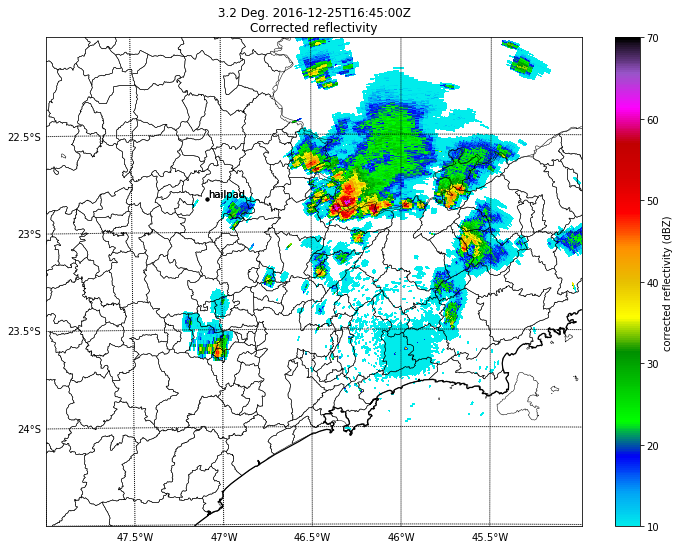 3.2 Deg. 2016-12-25T16:45:00Z
Corrected reflectivity
70
60
50
40
30
20
10
corrected reflectivity (dBZ)
22.5°S
23°S
23.5°S
24°S
hailpad
47.5°W
47°W
46.5°W
46°W
45.5°W